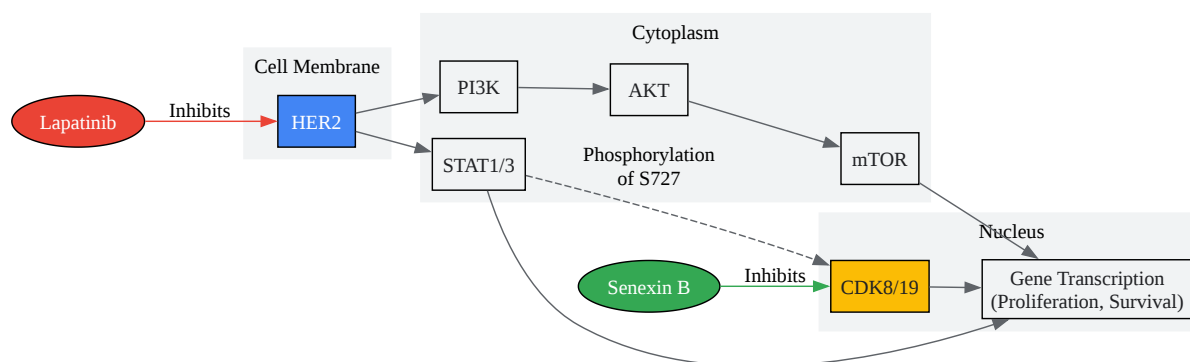 Cytoplasm
Cell Membrane
PI3K
AKT
Lapatinib
Inhibits
HER2
STAT1/3
Phosphorylation
of S727
mTOR
Nucleus
Senexin B
Inhibits
CDK8/19
Gene Transcription
(Proliferation, Survival)